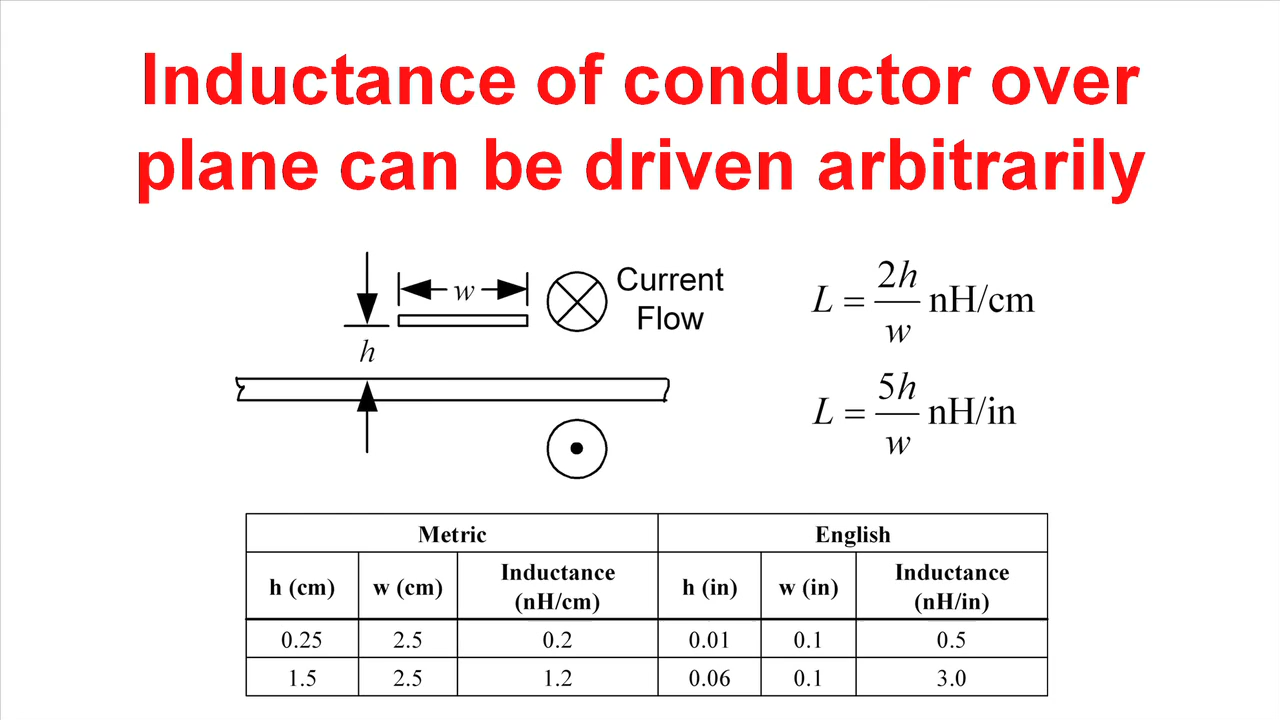 Inductance of conductor over
plane can be driven arbitrarily
w
Current
Flow
h
L = 2h/w nH/cm
L = 5h/w nH/in
Metric English
h (cm) w (cm) Inductance (nH/cm) h (in) w (in) Inductance (nH/in)
0.25 2.5 0.2 0.01 0.1 0.5
1.5 2.5 1.2 0.06 0.1 3.0